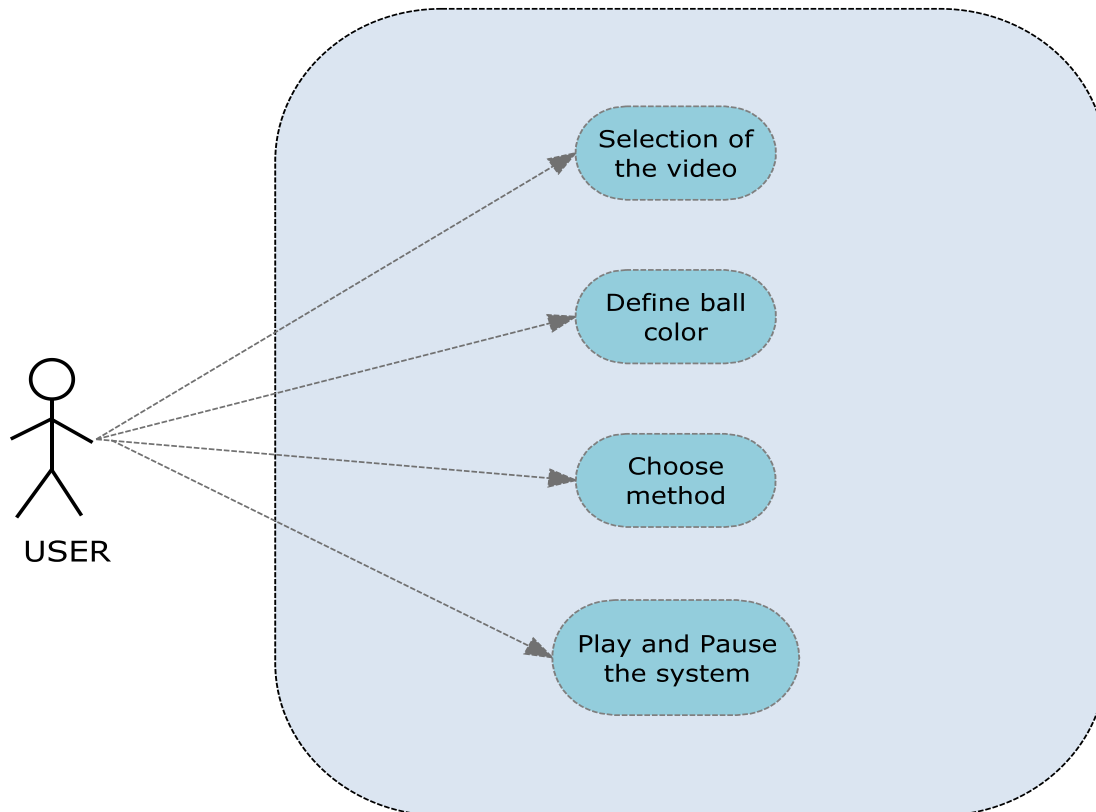 Selection of
the video
Define ball
color
Choose
method
USER
Play and Pause
the system